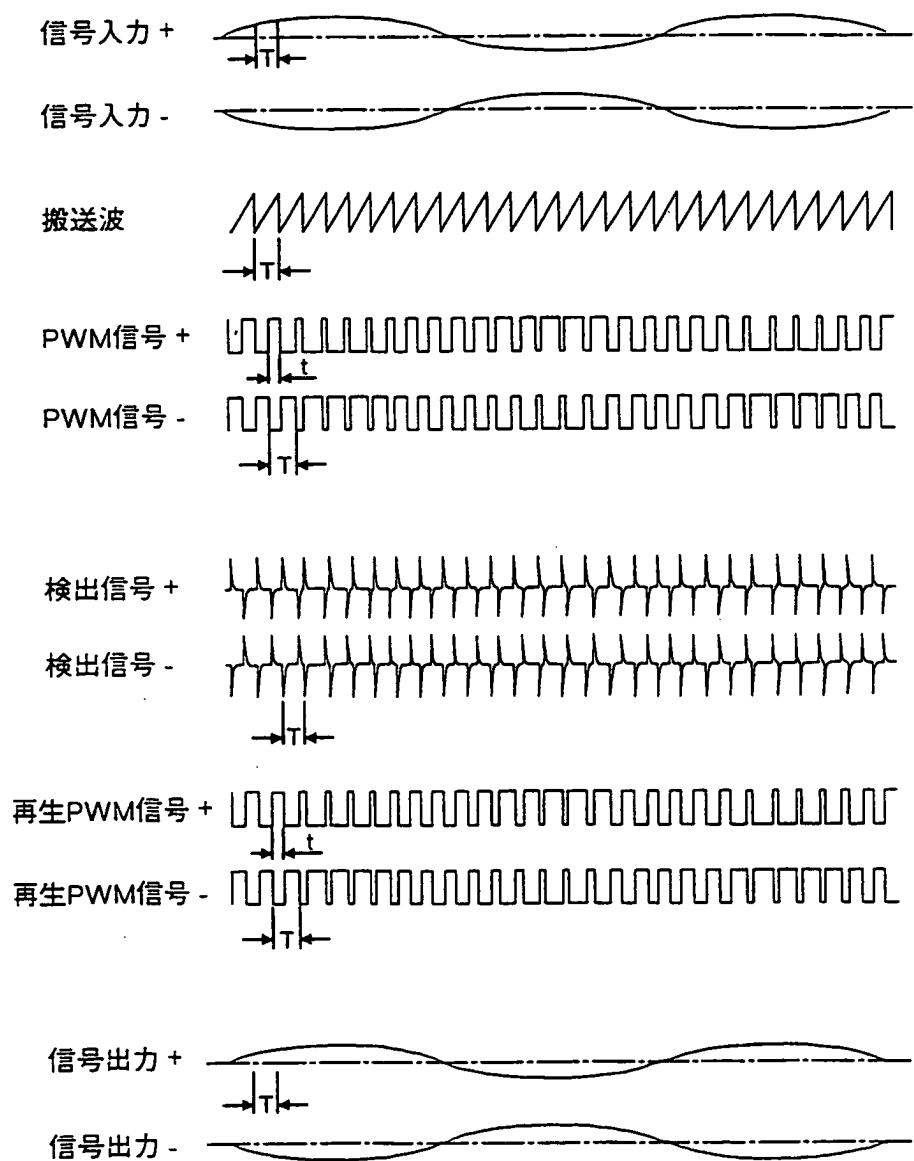 信号入力 +
T
信号入力 -
搬送波
T
PWM信号 +
t
PWM信号 -
T
検出信号 +
検出信号 -
T
再生PWM信号 +
t
再生PWM信号 -
T
信号出力 +
T
信号出力 -